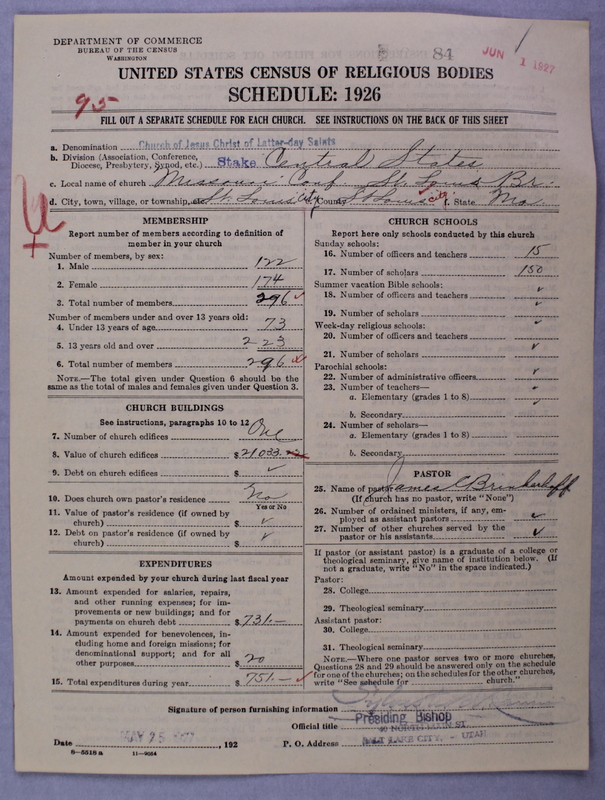 DEPARTMENT OF COMMERCE
BUREAU OF THE CENSUS
WASHINGTON
84
JUN 1 1927
UNITED STATES CENSUS OF RELIGIOUS BODIES
SCHEDULE: 1926
95
FILL OUT A SEPARATE SCHEDULE FOR EACH CHURCH. SEE INSTRUCTIONS ON THE BACK OF THIS SHEET
a. Denomination Church of Jesus Christ of Latter-day Saints
b. Division (Association, Conference, Diocese, Presbytery, Synod, etc.) Stake Central States
c. Local name of church Missouri Conf St. Louis Br.
d. City, town, village, or township St. Louis City County St Louis City f. State Mo
MEMBERSHIP
Report number of members according to definition of member in your church
Number of members, by sex:
1. Male 122
2. Female 174
3. Total number of members 296
Number of members under and over 13 years old:
4. Under 13 years of age 73
5. 13 years old and over 223
6. Total number of members 296
NOTE.—The total given under Question 6 should be the same as the total of males and females given under Question 3.
CHURCH BUILDINGS
See instructions, paragraphs 10 to 12
7. Number of church edifices One
8. Value of church edifices $21033.
9. Debt on church edifices $ ✓
10. Does church own pastor's residence No
Yes or No
11. Value of pastor's residence (if owned by church) $ ✓
12. Debt on pastor's residence (if owned by church) $ ✓
EXPENDITURES
Amount expended by your church during last fiscal year
13. Amount expended for salaries, repairs, and other running expenses; for improvements or new buildings; and for payments on church debt $731.—
14. Amount expended for benevolences, including home and foreign missions; for denominational support; and for all other purposes $20
15. Total expenditures during year $751.—
CHURCH SCHOOLS
Report here only schools conducted by this church
Sunday schools:
16. Number of officers and teachers 15
17. Number of scholars 150
Summer vacation Bible schools:
18. Number of officers and teachers ✓
19. Number of scholars ✓
Week-day religious schools:
20. Number of officers and teachers ✓
21. Number of scholars ✓
Parochial schools:
22. Number of administrative officers ✓
23. Number of teachers—
a. Elementary (grades 1 to 8)
b. Secondary
24. Number of scholars—
a. Elementary (grades 1 to 8)
b. Secondary
PASTOR
25. Name of pastor James C Brinkerhoff
(If church has no pastor, write "None")
26. Number of ordained ministers, if any, employed as assistant pastors ✓
27. Number of other churches served by the pastor or his assistants ✓
If pastor (or assistant pastor) is a graduate of a college or theological seminary, give name of institution below. (If not a graduate, write "No" in the space indicated.)
Pastor:
28. College
29. Theological seminary
Assistant pastor:
30. College
31. Theological seminary
NOTE.—Where one pastor serves two or more churches, Questions 28 and 29 should be answered only on the schedule for one of the churches; on the schedules for the other churches, write "See schedule for church."
Signature of person furnishing information
Official title Presiding Bishop
40 NORTH MAIN ST
Date MAY 25 1927, 192 P. O. Address SALT LAKE CITY, - UTAH
8-5518 a 11-9054